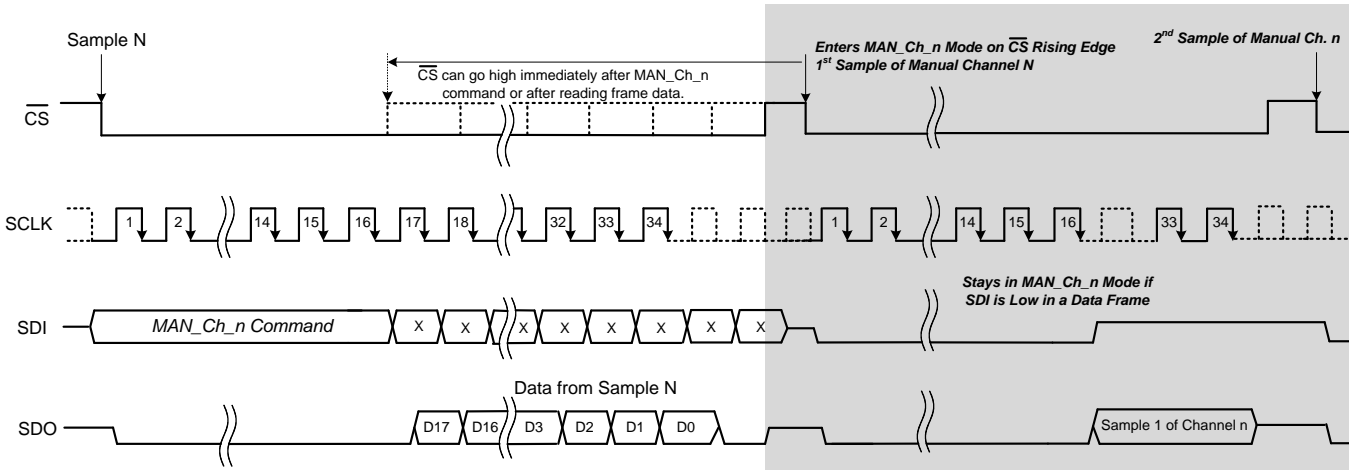 Sample N
Enters MAN_Ch_n Mode on CS Rising Edge
1st Sample of Manual Channel N
2nd Sample of Manual Ch. n
CS can go high immediately after MAN_Ch_n
command or after reading frame data.
CS
SCLK
1 2 14 15 16 17 18 32 33 34 1 2 14 15 16 33 34
Stays in MAN_Ch_n Mode if
SDI is Low in a Data Frame
SDI
MAN_Ch_n Command X X X X X X X X
Data from Sample N
SDO
D17 D16 D3 D2 D1 D0 Sample 1 of Channel n